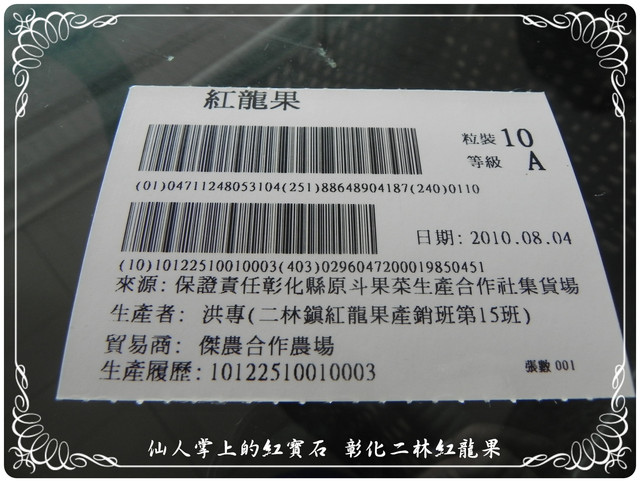 紅龍果
粒裝 10
等級 A
(01)04711248053104(251)88648904187(240)0110
日期: 2010.08.04
(10)10122510010003(403)0296047200019850451
來源: 保證責任彰化縣原斗果菜生產合作社集貨場
生產者: 洪專(二林鎮紅龍果產銷班第15班)
貿易商: 傑農合作農場
生產履歷: 10122510010003
張數 001
仙人掌上的紅寶石 彰化二林紅龍果